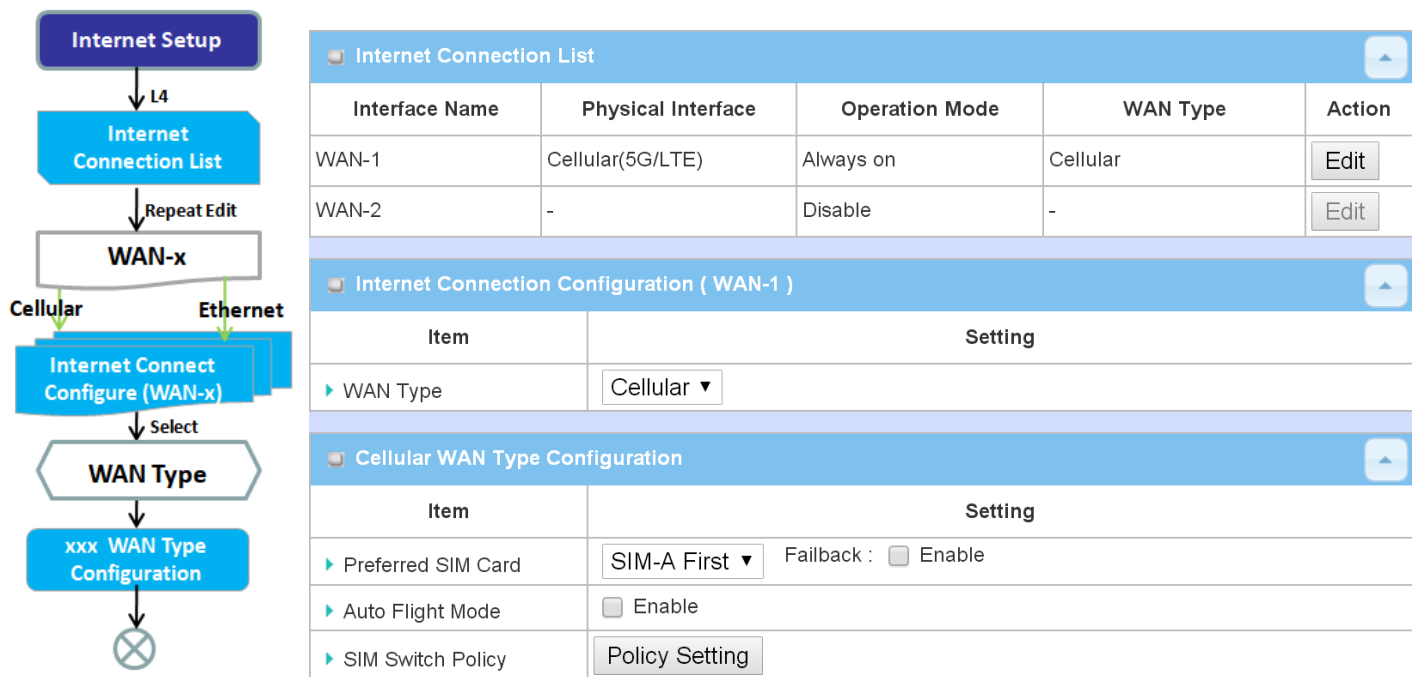 Internet Setup
L4
Internet
Connection List
Repeat Edit
WAN-x
Cellular
Ethernet
Internet Connect
Configure (WAN-x)
Select
WAN Type
xxx WAN Type
Configuration
Internet Connection List
Interface Name Physical Interface Operation Mode WAN Type Action
WAN-1 Cellular(5G/LTE) Always on Cellular Edit
WAN-2 - Disable - Edit
Internet Connection Configuration ( WAN-1 )
Item Setting
WAN Type Cellular
Cellular WAN Type Configuration
Item Setting
Preferred SIM Card SIM-A First Failback : Enable
Auto Flight Mode Enable
SIM Switch Policy Policy Setting